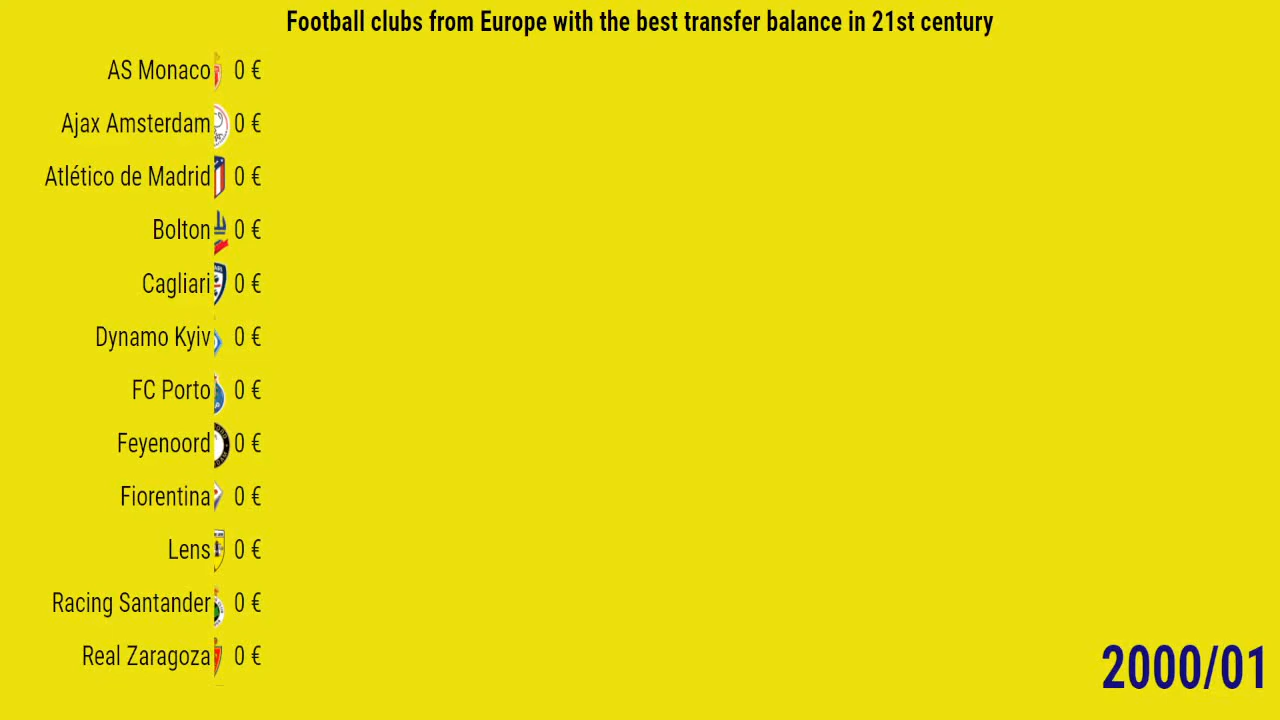 Football clubs from Europe with the best transfer balance in 21st century
AS Monaco 0 €
Ajax Amsterdam 0 €
Atlético de Madrid 0 €
Bolton 0 €
Cagliari 0 €
Dynamo Kyiv 0 €
FC Porto 0 €
Feyenoord 0 €
Fiorentina 0 €
Lens 0 €
Racing Santander 0 €
Real Zaragoza 0 €
2000/01